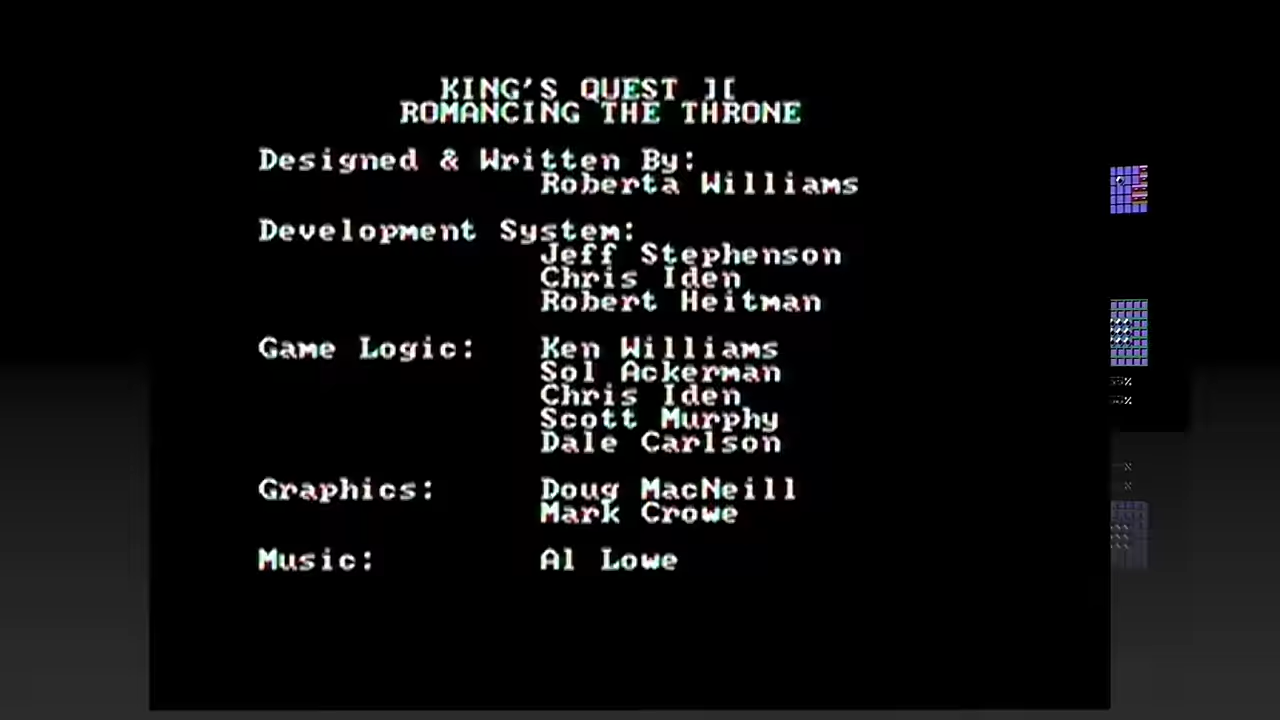 KING'S QUEST ][
ROMANCING THE THRONE
Designed & Written By:
Roberta Williams
Development System:
Jeff Stephenson
Chris Iden
Robert Heitman
Game Logic: Ken Williams
Sol Ackerman
Chris Iden
Scott Murphy
Dale Carlson
Graphics: Doug MacNeill
Mark Crowe
Music: Al Lowe